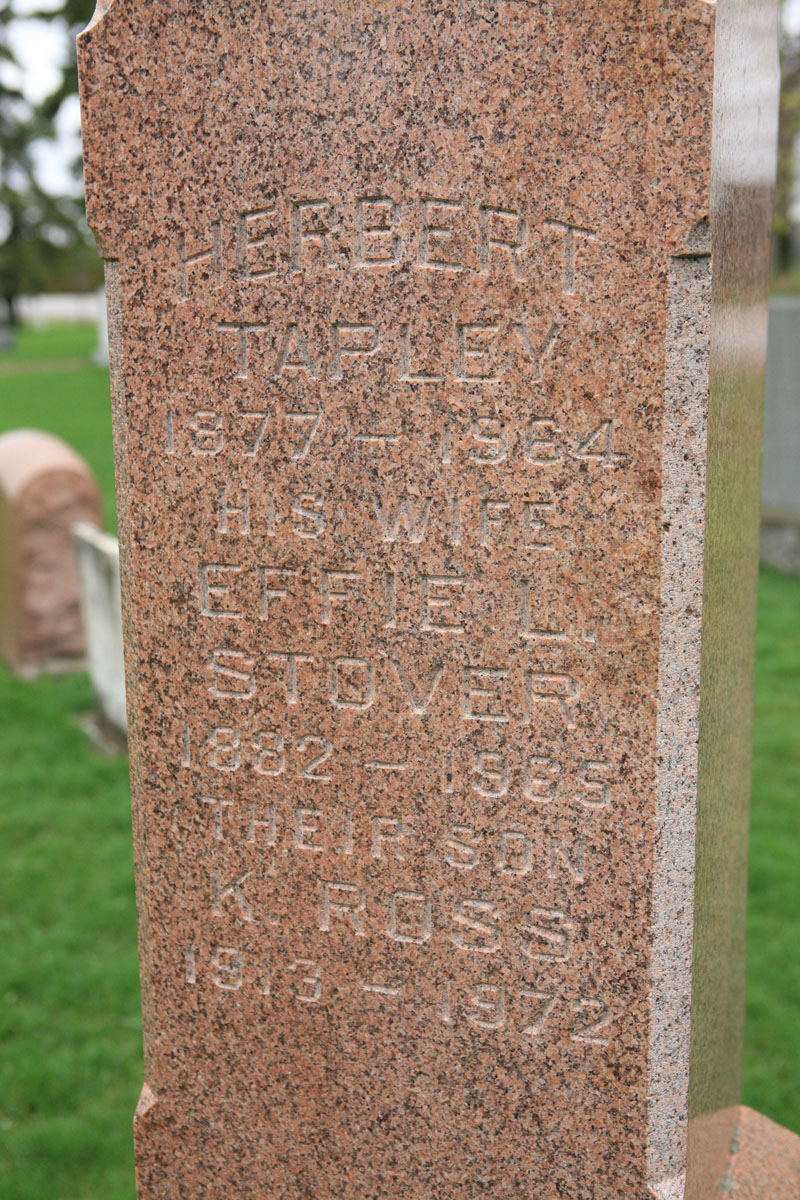 HERBERT
TAPLEY
1877 – 1964
HIS WIFE
EFFIE L.
STOVER
1882 – 1965
THEIR SON
K. ROSS
1913 – 1972